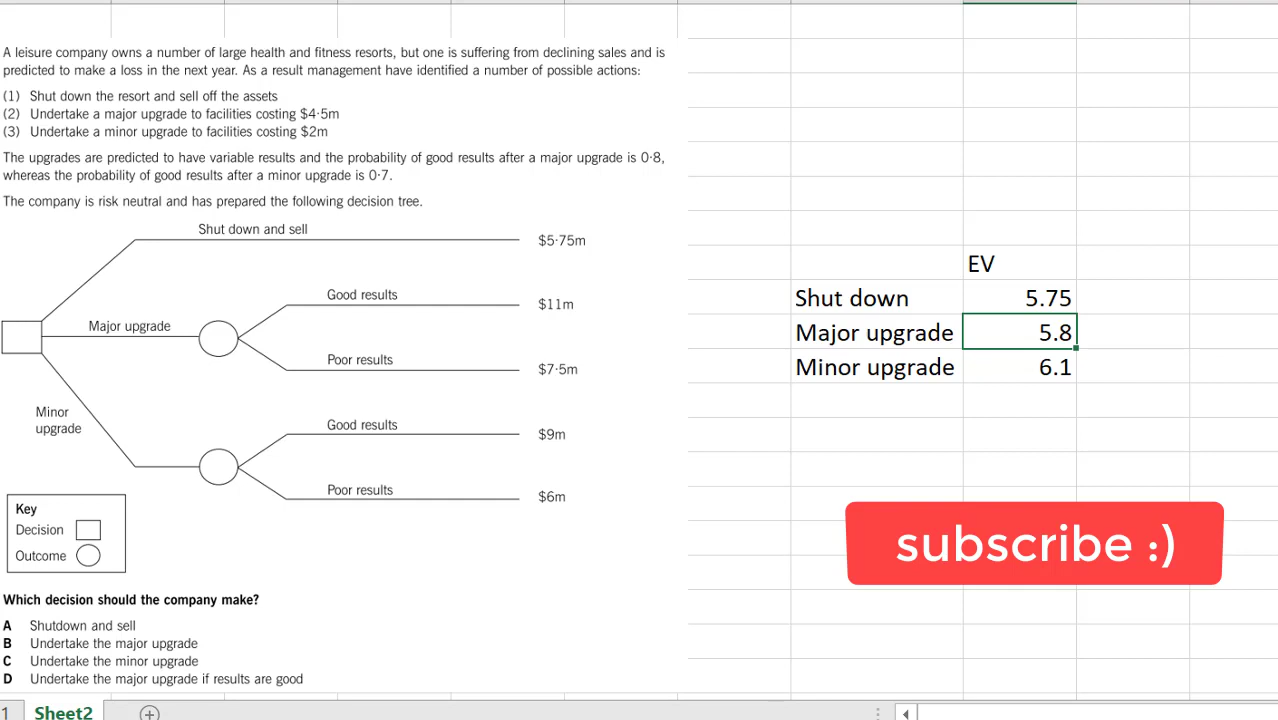 A leisure company owns a number of large health and fitness resorts, but one is suffering from declining sales and is
predicted to make a loss in the next year. As a result management have identified a number of possible actions:
(1) Shut down the resort and sell off the assets
(2) Undertake a major upgrade to facilities costing $4·5m
(3) Undertake a minor upgrade to facilities costing $2m
The upgrades are predicted to have variable results and the probability of good results after a major upgrade is 0·8,
whereas the probability of good results after a minor upgrade is 0·7.
The company is risk neutral and has prepared the following decision tree.
Shut down and sell
$5·75m
Good results
$11m
Major upgrade
Poor results
$7·5m
Minor
upgrade
Good results
$9m
Poor results
$6m
Key
Decision
Outcome
Which decision should the company make?
A Shutdown and sell
B Undertake the major upgrade
C Undertake the minor upgrade
D Undertake the major upgrade if results are good
EV
Shut down 5.75
Major upgrade 5.8
Minor upgrade 6.1
subscribe :)
1 Sheet2